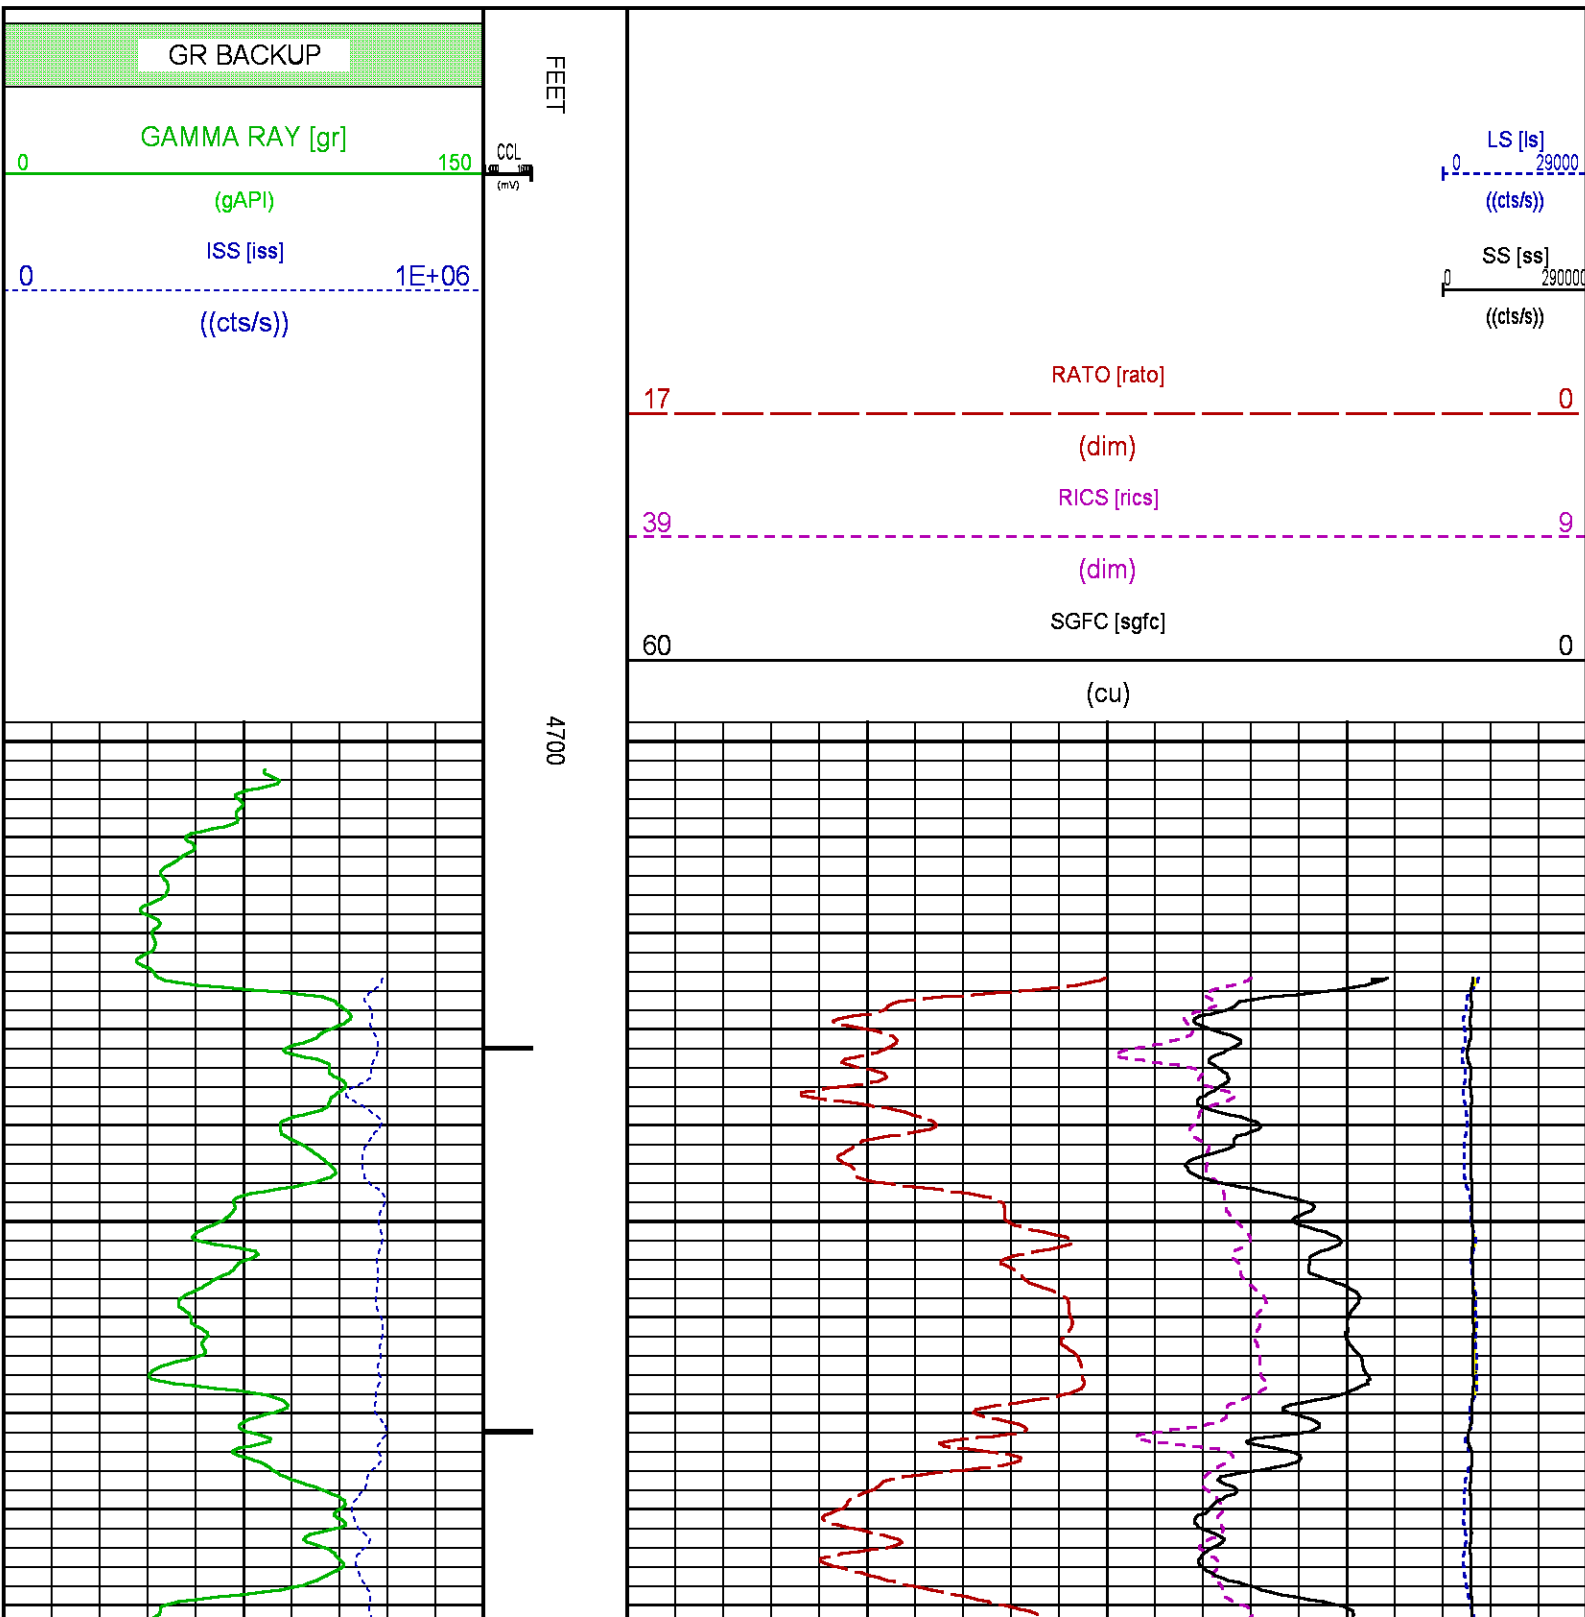 GR BACKUP
GAMMA RAY [gr]
0 150
(gAPI)
ISS [iss]
0 1E+06
((cts/s))
CCL
(mV)
FEET
LS [ls]
0 29000
((cts/s))
SS [ss]
0 290000
((cts/s))
RATO [rato]
17 0
(dim)
RICS [rics]
39 9
(dim)
SGFC [sgfc]
60 0
(cu)
4700